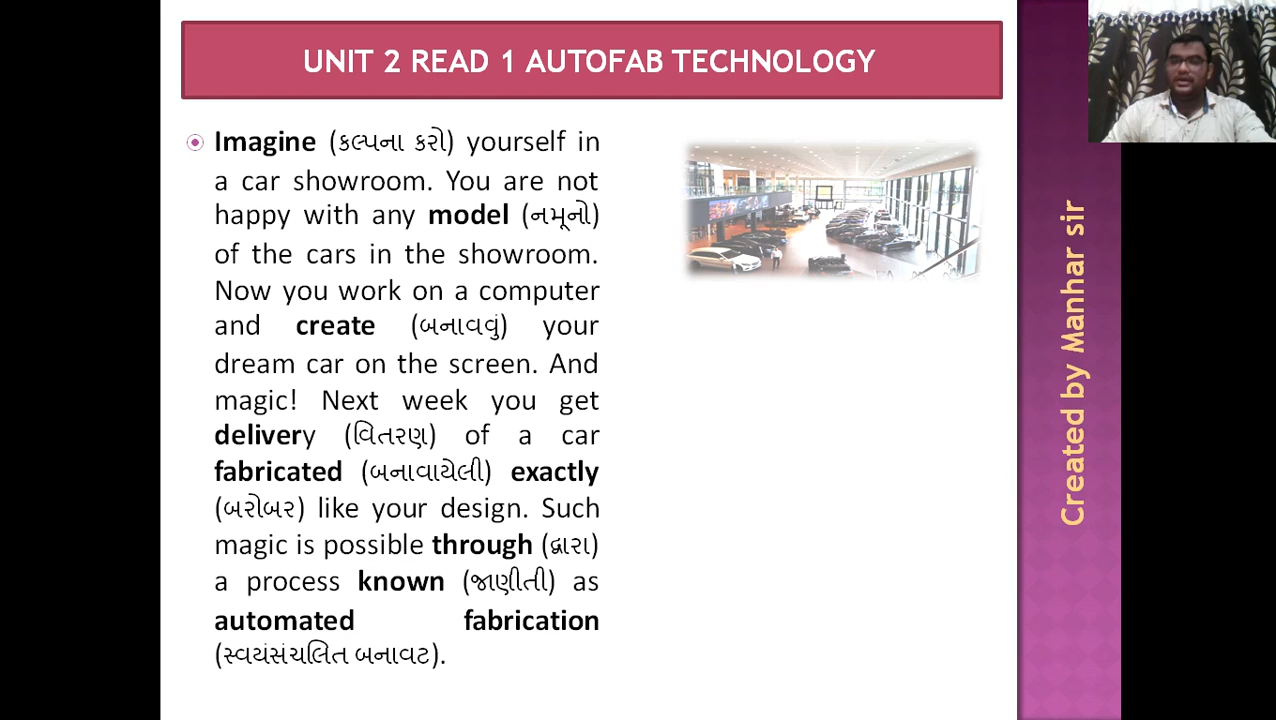 UNIT 2 READ 1 AUTOFAB TECHNOLOGY
Imagine (કલ્પના કરો) yourself in
a car showroom. You are not
happy with any model (નમૂનો)
of the cars in the showroom.
Now you work on a computer
and create (બનાવવું) your
dream car on the screen. And
magic! Next week you get
delivery (વિતરણ) of a car
fabricated (બનાવાયેલી) exactly
(બરોબર) like your design. Such
magic is possible through (દ્વારા)
a process known (જાણીતી) as
automated fabrication
(સ્વયંસંચલિત બનાવટ).
Created by Manhar sir